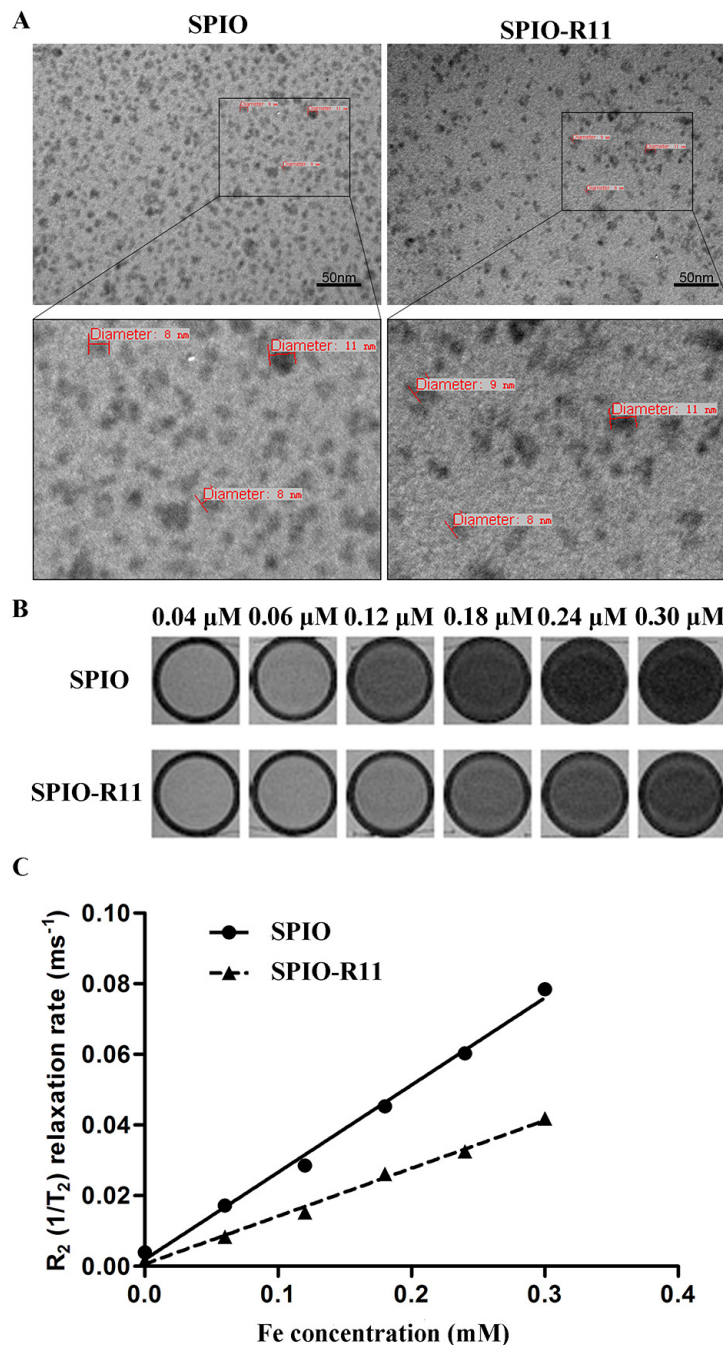 A
SPIO
SPIO-R11
50nm
50nm
Diameter: 8 nm
Diameter: 11 nm
Diameter: 8 nm
Diameter: 9 nm
Diameter: 11 nm
Diameter: 8 nm
B
0.04 μM 0.06 μM 0.12 μM 0.18 μM 0.24 μM 0.30 μM
SPIO
SPIO-R11
C
R2 (1/T2) relaxation rate (ms-1)
0.10
0.08
0.06
0.04
0.02
0.00
SPIO
SPIO-R11
0.0 0.1 0.2 0.3 0.4
Fe concentration (mM)